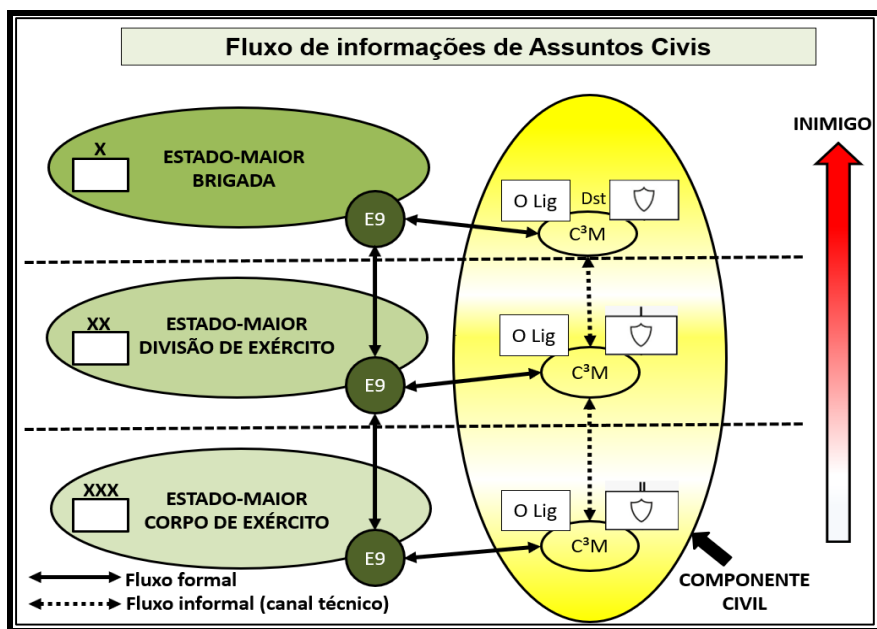 Fluxo de informações de Assuntos Civis
INIMIGO
X
ESTADO-MAIOR
BRIGADA
E9
O Lig
Dst
C³M
XX
ESTADO-MAIOR
DIVISÃO DE EXÉRCITO
E9
O Lig
I
C³M
XXX
ESTADO-MAIOR
CORPO DE EXÉRCITO
E9
O Lig
II
C³M
Fluxo formal
Fluxo informal (canal técnico)
COMPONENTE
CIVIL